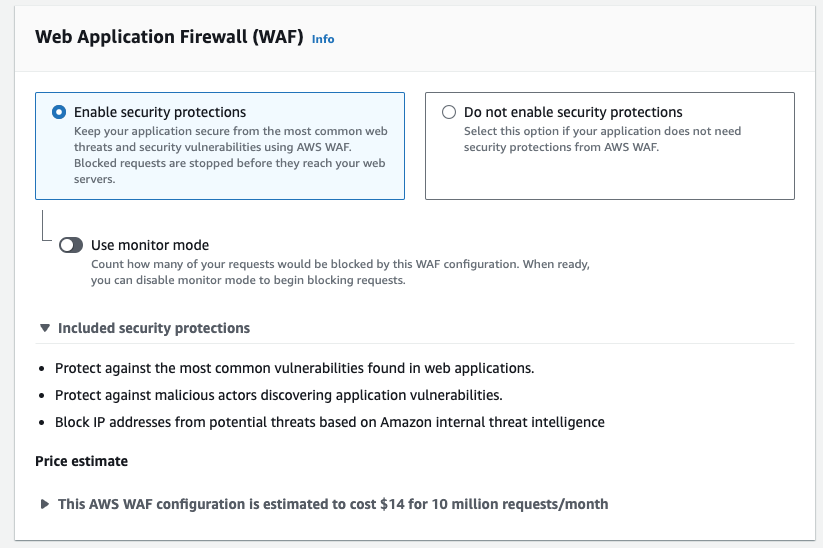 Web Application Firewall (WAF) Info
Enable security protections
Keep your application secure from the most common web
threats and security vulnerabilities using AWS WAF.
Blocked requests are stopped before they reach your web
servers.
Do not enable security protections
Select this option if your application does not need
security protections from AWS WAF.
Use monitor mode
Count how many of your requests would be blocked by this WAF configuration. When ready,
you can disable monitor mode to begin blocking requests.
Included security protections
Protect against the most common vulnerabilities found in web applications.
Protect against malicious actors discovering application vulnerabilities.
Block IP addresses from potential threats based on Amazon internal threat intelligence
Price estimate
This AWS WAF configuration is estimated to cost $14 for 10 million requests/month